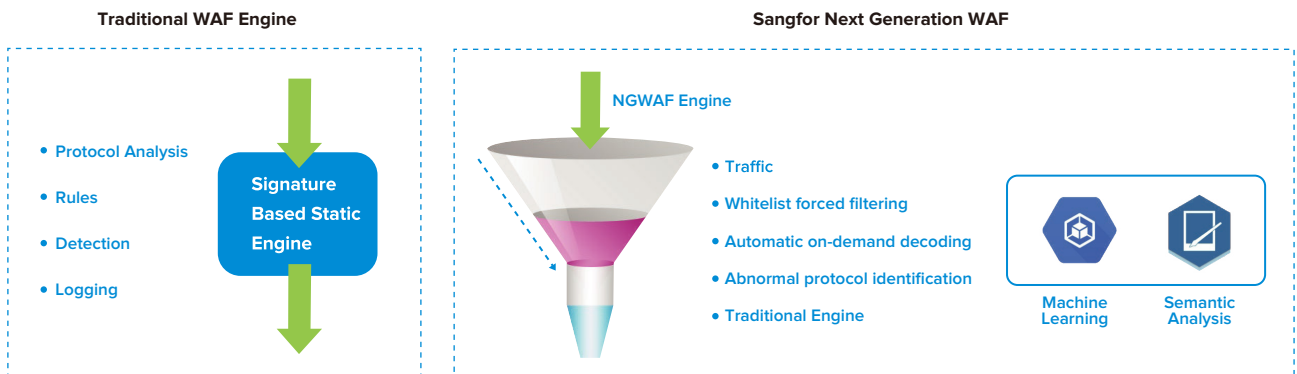 Traditional WAF Engine
Protocol Analysis
Rules
Detection
Logging
Signature
Based Static
Engine
Sangfor Next Generation WAF
NGWAF Engine
Traffic
Whitelist forced filtering
Automatic on-demand decoding
Abnormal protocol identification
Traditional Engine
Machine
Learning
Semantic
Analysis